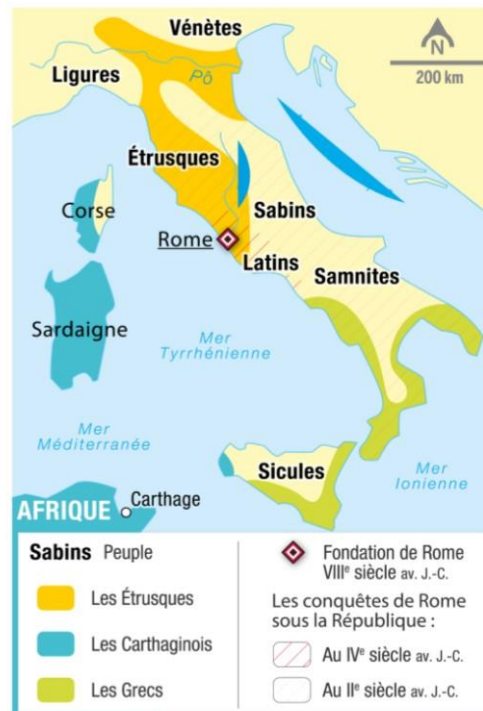 Vénètes
N
200 km
Ligures
Pô
Étrusques
Corse
Sabins
Rome
Latins
Samnites
Sardaigne
Mer
Tyrrhénienne
Mer
Méditerranée
Sicules
Mer
Ionienne
Carthage
AFRIQUE
Sabins Peuple
Les Étrusques
Les Carthaginois
Les Grecs
Fondation de Rome
VIIIe siècle av. J.-C.
Les conquêtes de Rome
sous la République :
Au IVe siècle av. J.-C.
Au IIe siècle av. J.-C.